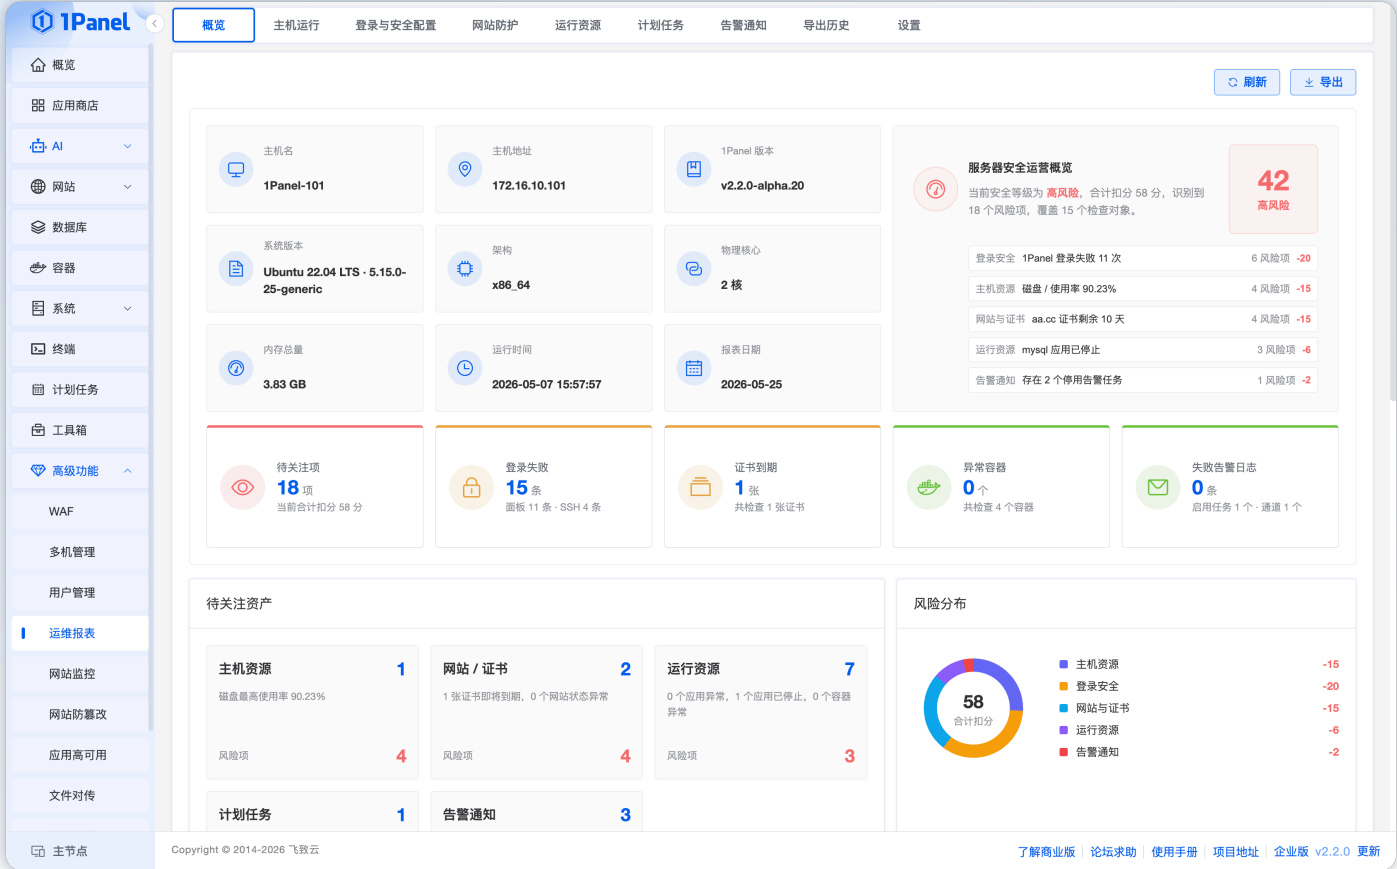 1Panel
概览
应用商店
AI
网站
数据库
容器
系统
终端
计划任务
工具箱
高级功能
WAF
多机管理
用户管理
运维报表
网站监控
网站防篡改
应用高可用
文件对传
主节点
概览
主机运行
登录与安全配置
网站防护
运行资源
计划任务
告警通知
导出历史
设置
刷新
导出
主机名
1Panel-101
主机地址
172.16.10.101
1Panel 版本
v2.2.0-alpha.20
系统版本
Ubuntu 22.04 LTS · 5.15.0-
25-generic
架构
x86_64
物理核心
2 核
内存总量
3.83 GB
运行时间
2026-05-07 15:57:57
报表日期
2026-05-25
服务器安全运营概览
当前安全等级为 高风险，合计扣分 58 分，识别到
18 个风险项，覆盖 15 个检查对象。
42
高风险
登录安全 1Panel 登录失败 11 次 6 风险项 -20
主机资源 磁盘 / 使用率 90.23% 4 风险项 -15
网站与证书 aa.cc 证书剩余 10 天 4 风险项 -15
运行资源 mysql 应用已停止 3 风险项 -6
告警通知 存在 2 个停用告警任务 1 风险项 -2
待关注项
18 项
当前合计扣分 58 分
登录失败
15 条
面板 11 条 · SSH 4 条
证书到期
1 张
共检查 1 张证书
异常容器
0 个
共检查 4 个容器
失败告警日志
0 条
启用任务 1 个 · 通道 1 个
待关注资产
主机资源 1
磁盘最高使用率 90.23%
风险项 4
网站 / 证书 2
1 张证书即将到期，0 个网站状态异常
风险项 4
运行资源 7
0 个应用异常，1 个应用已停止，0 个容器
异常
风险项 3
计划任务 1
告警通知 3
风险分布
58
合计扣分
主机资源 -15
登录安全 -20
网站与证书 -15
运行资源 -6
告警通知 -2
Copyright © 2014-2026 飞致云
了解商业版 论坛求助 使用手册 项目地址 企业版 v2.2.0 更新